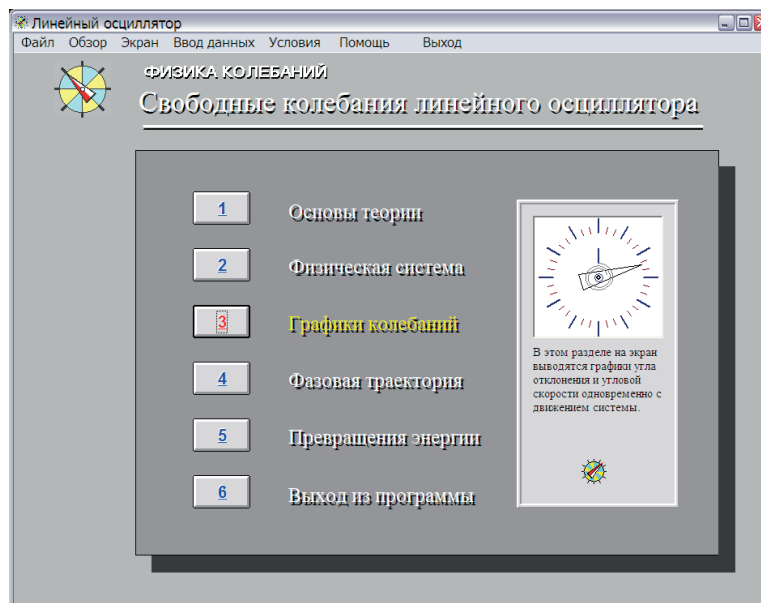 Линейный осциллятор
Файл Обзор Экран Ввод данных Условия Помощь Выход
ФИЗИКА КОЛЕБАНИЙ
Свободные колебания линейного осциллятора
1 Основы теории
2 Физическая система
3 Графики колебаний
4 Фазовая траектория
5 Превращения энергии
6 Выход из программы
В этом разделе на экран
выводятся графики угла
отклонения и угловой
скорости одновременно с
движением системы.